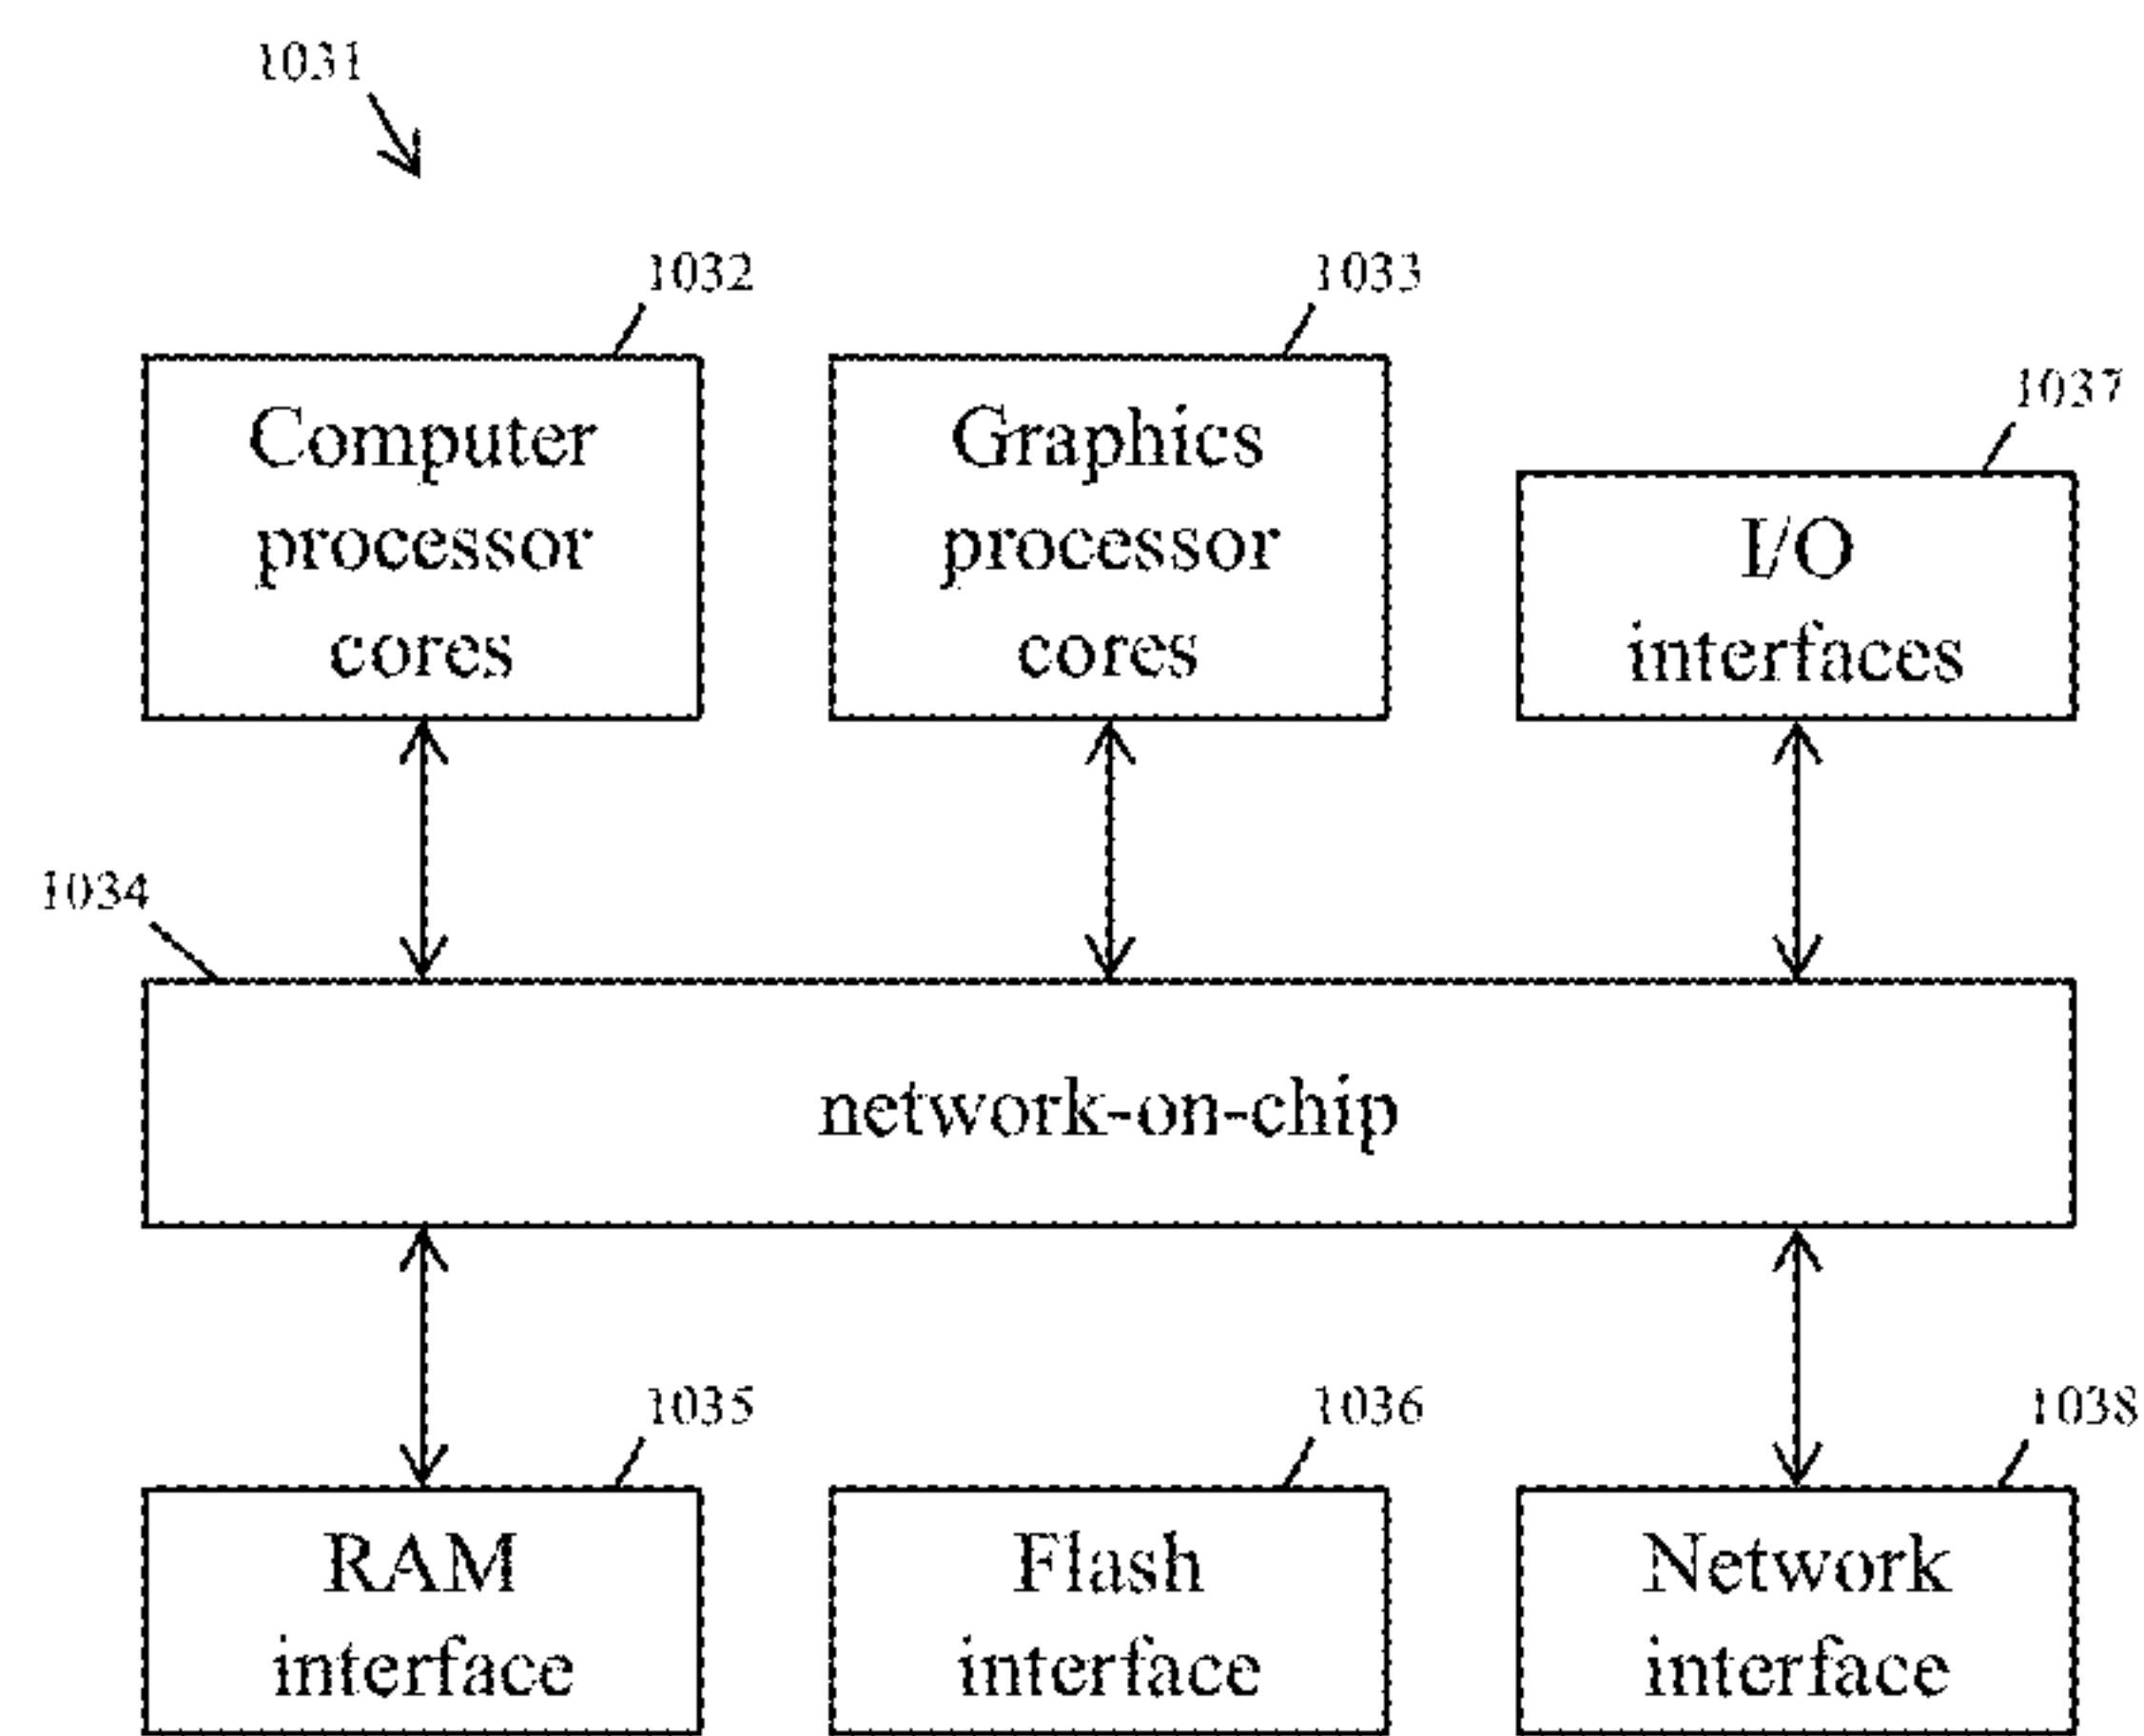 1031
1032
Computer
processor
cores
1033
Graphics
processor
cores
1037
I/O
interfaces
1034
network-on-chip
1035
RAM
interface
1036
Flash
interface
1038
Network
interface